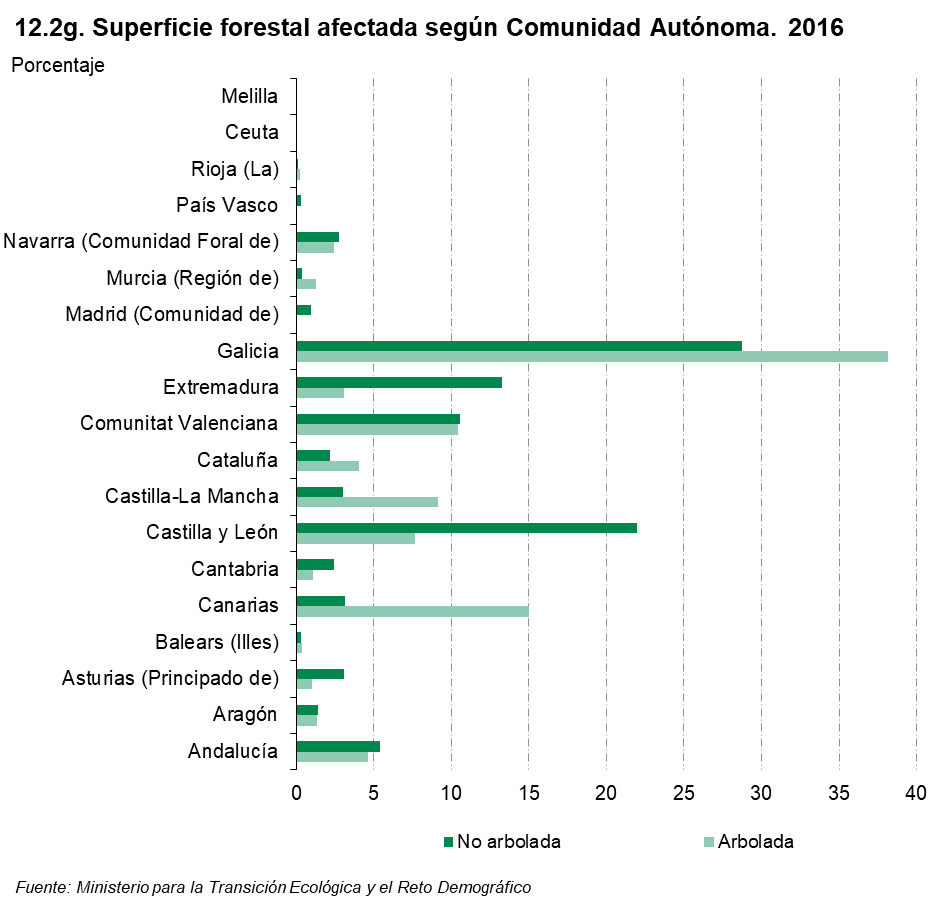 12.2g. Superficie forestal afectada según Comunidad Autónoma. 2016
Porcentaje
Melilla
Ceuta
Rioja (La)
País Vasco
Navarra (Comunidad Foral de)
Murcia (Región de)
Madrid (Comunidad de)
Galicia
Extremadura
Comunitat Valenciana
Cataluña
Castilla-La Mancha
Castilla y León
Cantabria
Canarias
Balears (Illes)
Asturias (Principado de)
Aragón
Andalucía
0 5 10 15 20 25 30 35 40
No arbolada Arbolada
Fuente: Ministerio para la Transición Ecológica y el Reto Demográfico